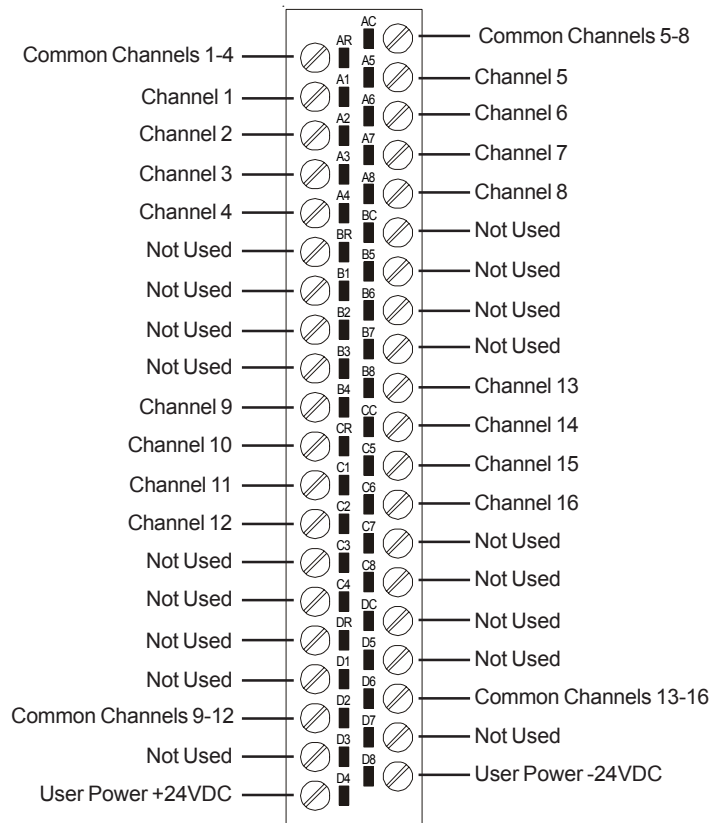 AC
Common Channels 5-8
AR
Common Channels 1-4
A5
Channel 5
A1
Channel 1
A6
Channel 6
A2
Channel 2
A7
Channel 7
A3
Channel 3
A8
Channel 8
A4
Channel 4
BC
Not Used
BR
Not Used
B5
Not Used
B1
Not Used
B6
Not Used
B2
Not Used
B7
Not Used
B3
Not Used
B8
Channel 13
B4
Channel 9
CC
Channel 14
CR
Channel 10
C5
Channel 15
C1
Channel 11
C6
Channel 16
C2
Channel 12
C7
Not Used
C3
Not Used
C8
Not Used
C4
Not Used
DC
Not Used
DR
Not Used
D5
Not Used
D1
Not Used
D6
Common Channels 13-16
D2
Common Channels 9-12
D7
Not Used
D3
Not Used
D8
User Power -24VDC
D4
User Power +24VDC